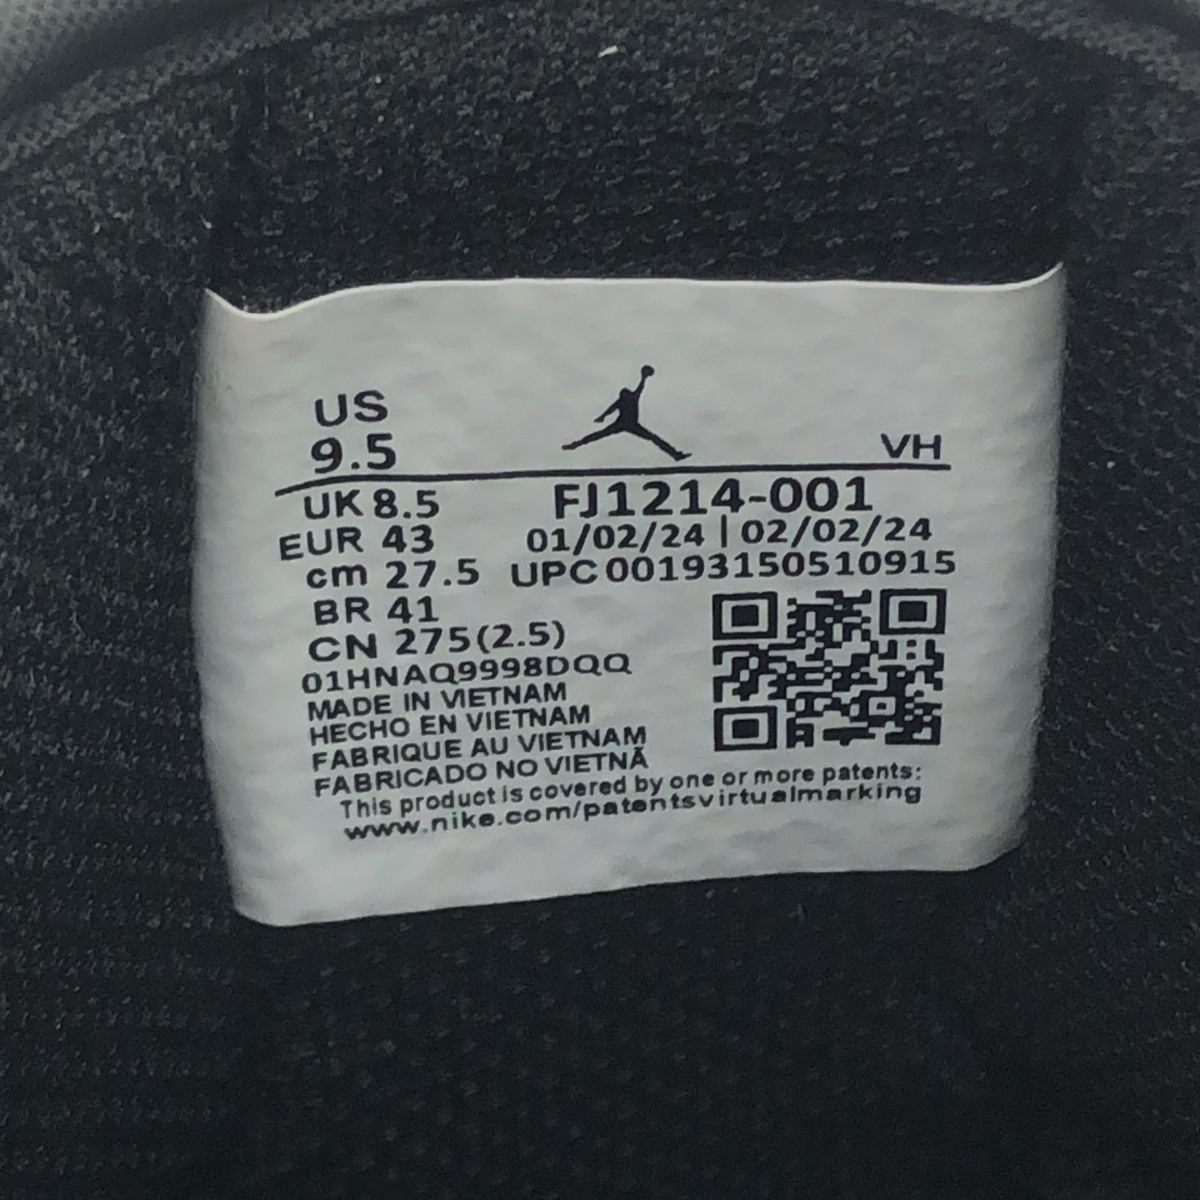 US
9.5
VH
UK 8.5
FJ1214-001
EUR 43
01/02/24 | 02/02/24
cm 27.5
UPC 00193150510915
BR 41
CN 275(2.5)
01HNAQ9998DQQ
MADE IN VIETNAM
HECHO EN VIETNAM
FABRIQUE AU VIETNAM
FABRICADO NO VIETNÃ
This product is covered by one or more patents:
www.nike.com/patentsvirtualmarking